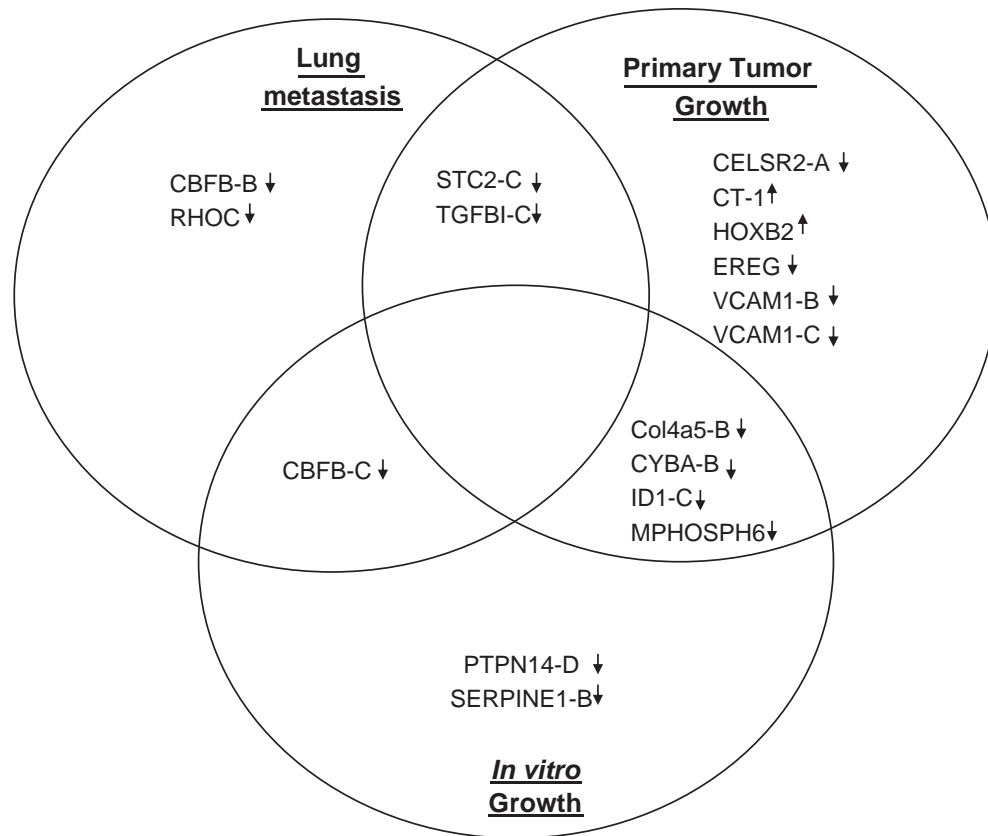 Lung
metastasis
Primary Tumor
Growth
CBFB-B ↓
RHOC ↓
STC2-C ↓
TGFBI-C ↓
CELSR2-A ↓
CT-1 ↑
HOXB2 ↑
EREG ↓
VCAM1-B ↓
VCAM1-C ↓
CBFB-C ↓
Col4a5-B ↓
CYBA-B ↓
ID1-C ↓
MPHOSPH6 ↓
PTPN14-D ↓
SERPINE1-B ↓
In vitro
Growth